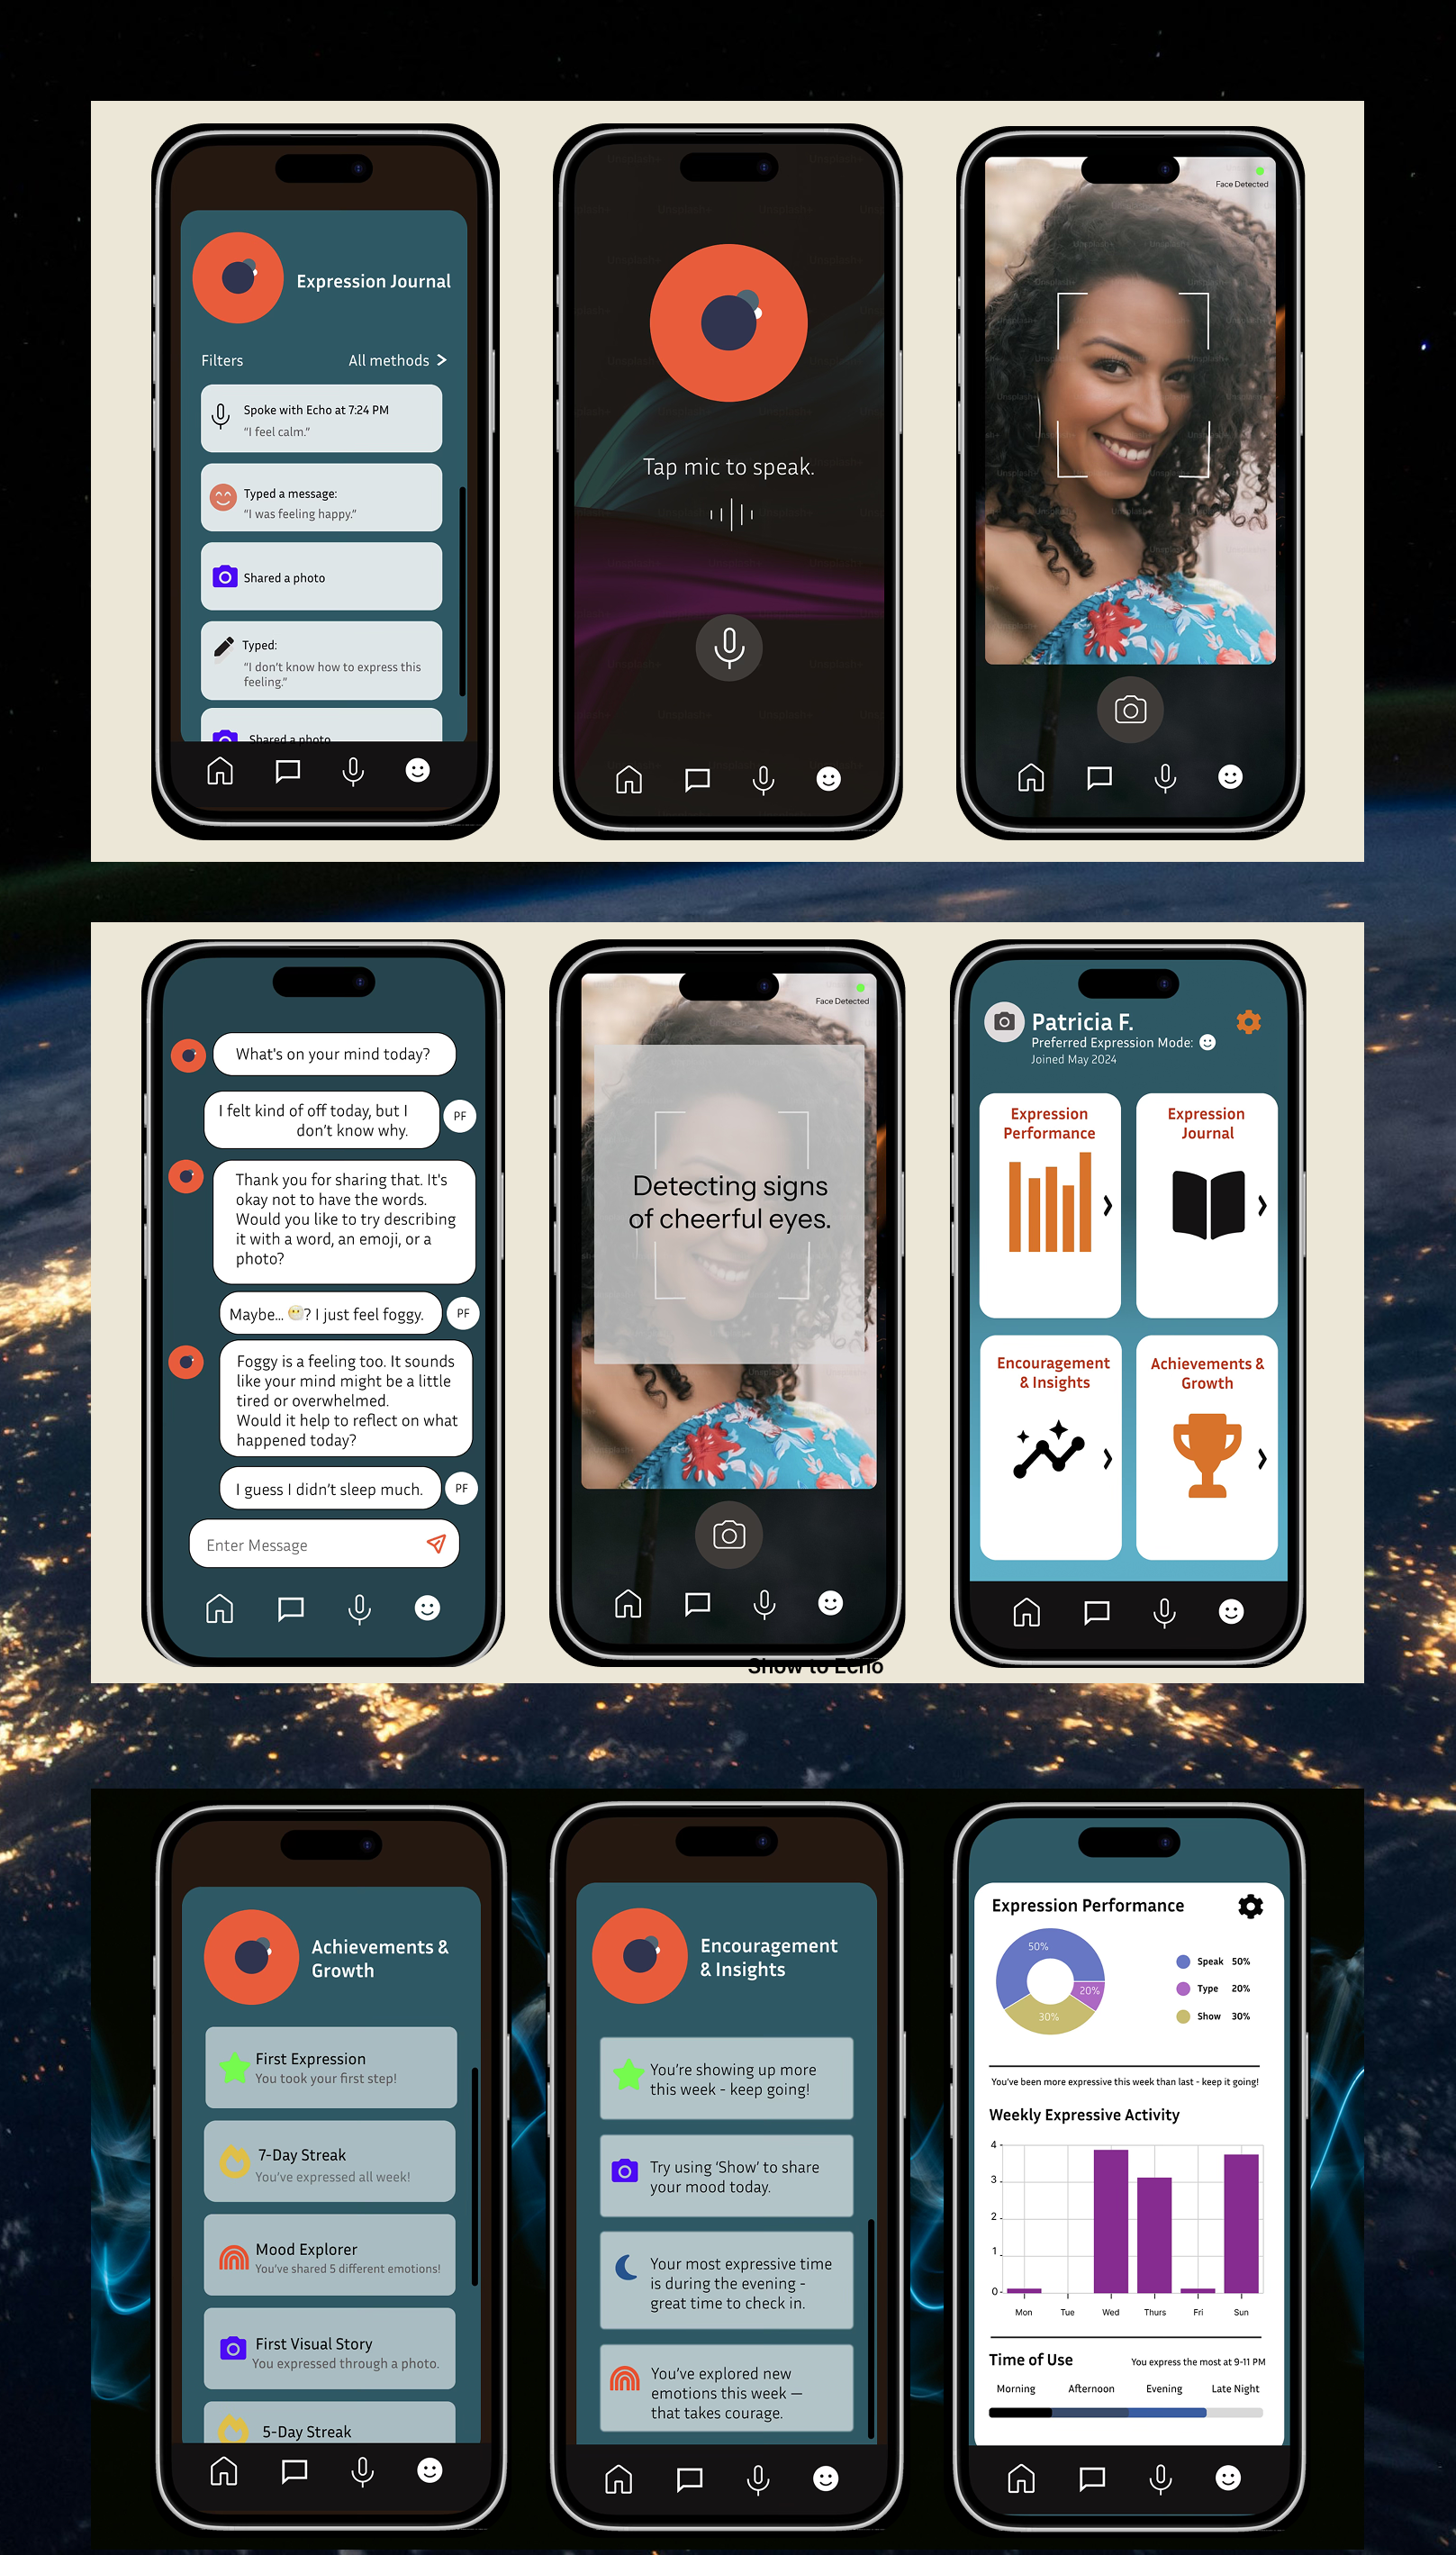 Expression Journal
Filters
All methods
Spoke with Echo at 7:24 PM
“I feel calm.”
Typed a message:
“I was feeling happy.”
Shared a photo
Typed:
“I don’t know how to express this
feeling.”
Shared a photo
Tap mic to speak.
Face Detected
What's on your mind today?
I felt kind of off today, but I
don’t know why.
PF
Thank you for sharing that. It's
okay not to have the words.
Would you like to try describing
it with a word, an emoji, or a
photo?
Maybe... 😶? I just feel foggy.
PF
Foggy is a feeling too. It sounds
like your mind might be a little
tired or overwhelmed.
Would it help to reflect on what
happened today?
I guess I didn’t sleep much.
PF
Enter Message
Face Detected
Detecting signs
of cheerful eyes.
Show to Echo
Patricia F.
Preferred Expression Mode:
Joined May 2024
Expression
Performance
Expression
Journal
Encouragement
& Insights
Achievements &
Growth
Achievements &
Growth
First Expression
You took your first step!
7-Day Streak
You’ve expressed all week!
Mood Explorer
You’ve shared 5 different emotions!
First Visual Story
You expressed through a photo.
5-Day Streak
Encouragement
& Insights
You’re showing up more
this week - keep going!
Try using ‘Show’ to share
your mood today.
Your most expressive time
is during the evening -
great time to check in.
You’ve explored new
emotions this week —
that takes courage.
Expression Performance
50%
20%
30%
Speak 50%
Type 20%
Show 30%
You’ve been more expressive this week than last - keep it going!
Weekly Expressive Activity
4
3
2
1
0
Mon Tue Wed Thurs Fri Sun
Time of Use
You express the most at 9-11 PM
Morning Afternoon Evening Late Night